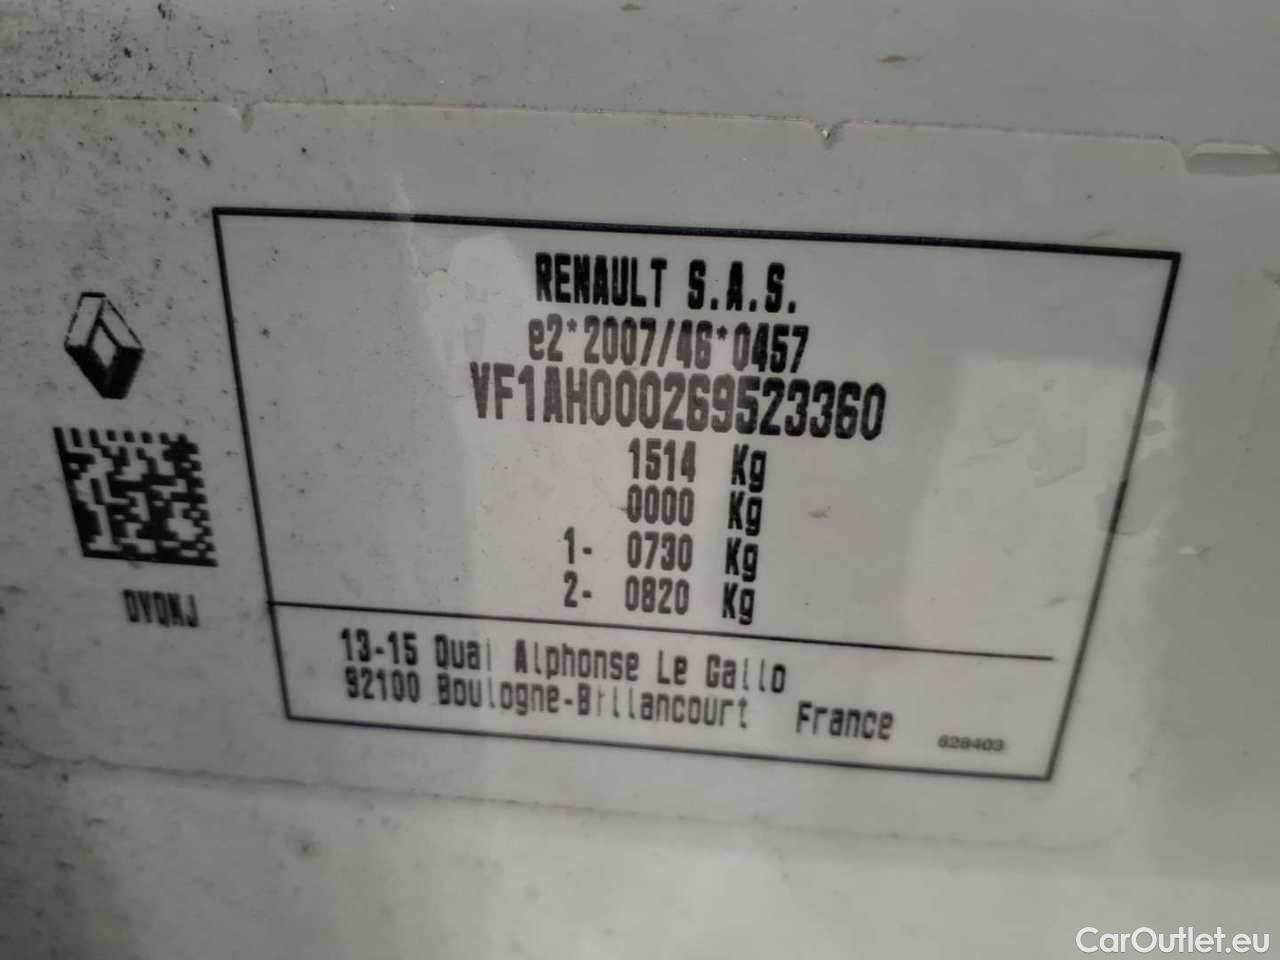 RENAULT S.A.S.
e2*2007/46*0457
VF1AH000269523360
1514 Kg
0000 Kg
1- 0730 Kg
2- 0820 Kg
DVQNJ
13-15 Quai Alphonse Le Gallo
92100 Boulogne-Billancourt France
628403
CarOutlet.eu